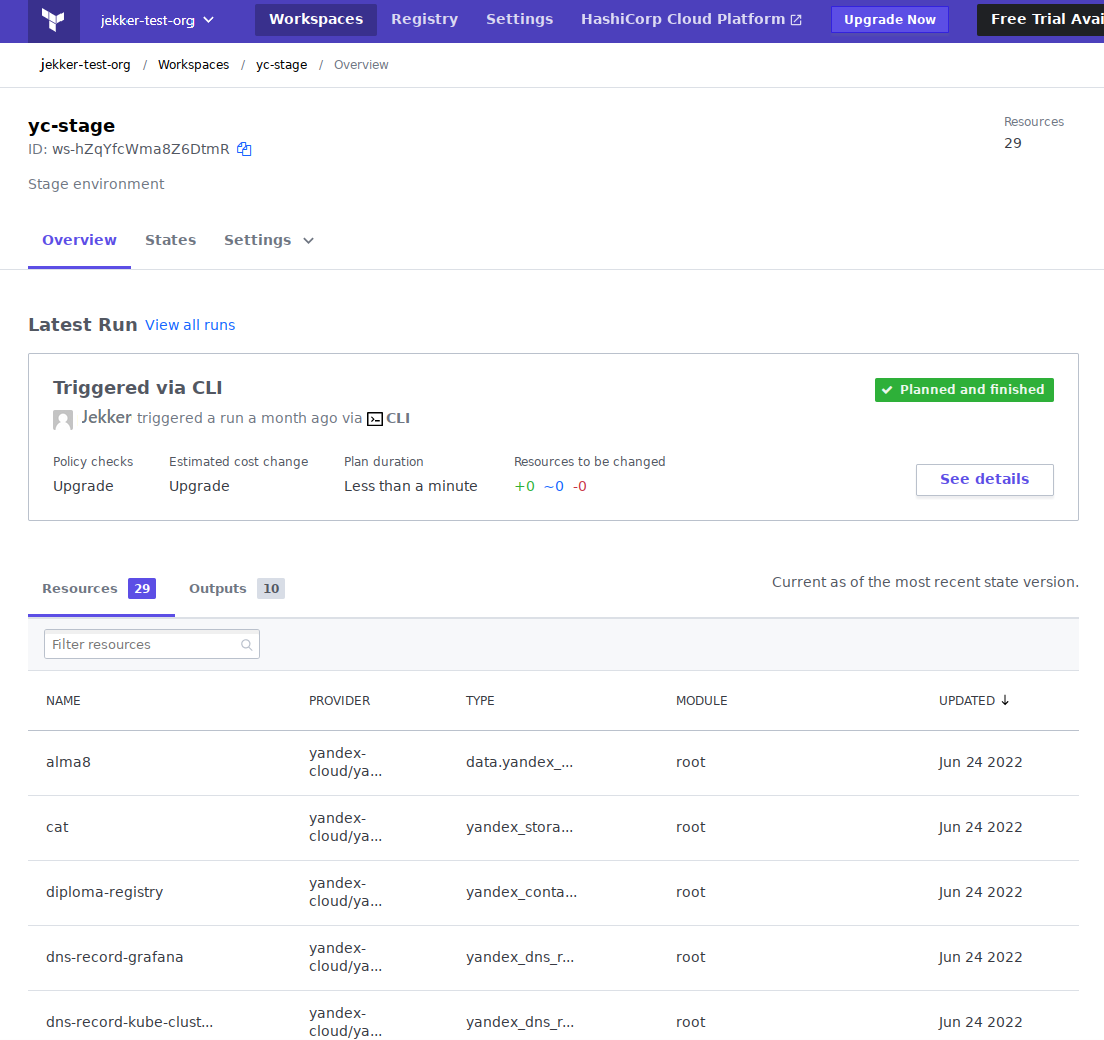 jekker-test-org Workspaces Registry Settings HashiCorp Cloud Platform Upgrade Now Free Trial Avai
jekker-test-org / Workspaces / yc-stage / Overview
yc-stage
ID: ws-hZqYfcWma8Z6DtmR
Stage environment
Resources
29
Overview States Settings
Latest Run View all runs
Triggered via CLI
Planned and finished
Jekker triggered a run a month ago via CLI
Policy checks Estimated cost change Plan duration Resources to be changed
Upgrade Upgrade Less than a minute +0 ~0 -0
See details
Resources 29 Outputs 10
Current as of the most recent state version.
Filter resources
NAME PROVIDER TYPE MODULE UPDATED
alma8 yandex-cloud/ya... data.yandex_... root Jun 24 2022
cat yandex-cloud/ya... yandex_stora... root Jun 24 2022
diploma-registry yandex-cloud/ya... yandex_conta... root Jun 24 2022
dns-record-grafana yandex-cloud/ya... yandex_dns_r... root Jun 24 2022
dns-record-kube-clust... yandex-cloud/ya... yandex_dns_r... root Jun 24 2022